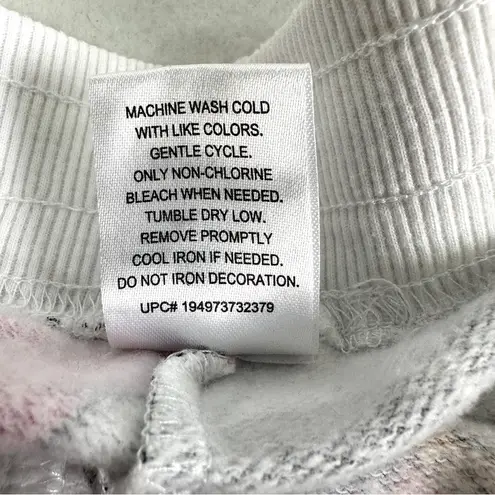 MACHINE WASH COLD
WITH LIKE COLORS.
GENTLE CYCLE.
ONLY NON-CHLORINE
BLEACH WHEN NEEDED.
TUMBLE DRY LOW.
REMOVE PROMPTLY
COOL IRON IF NEEDED.
DO NOT IRON DECORATION.
UPC# 194973732379